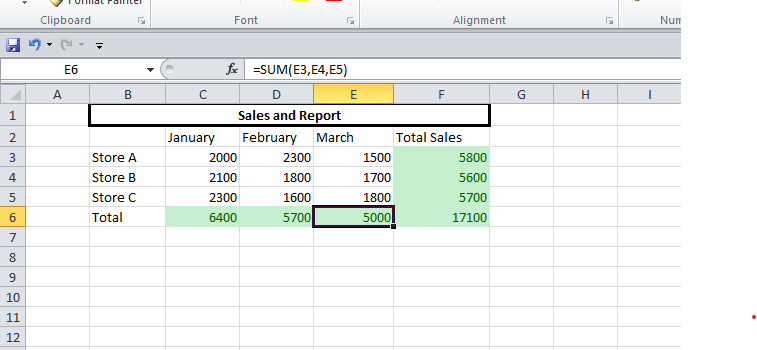 Format Painter
Clipboard Font Alignment Num
E6 fx =SUM(E3,E4,E5)
A B C D E F G H I
1 Sales and Report
2 January February March Total Sales
3 Store A 2000 2300 1500 5800
4 Store B 2100 1800 1700 5600
5 Store C 2300 1600 1800 5700
6 Total 6400 5700 5000 17100
7
8
9
10
11
12